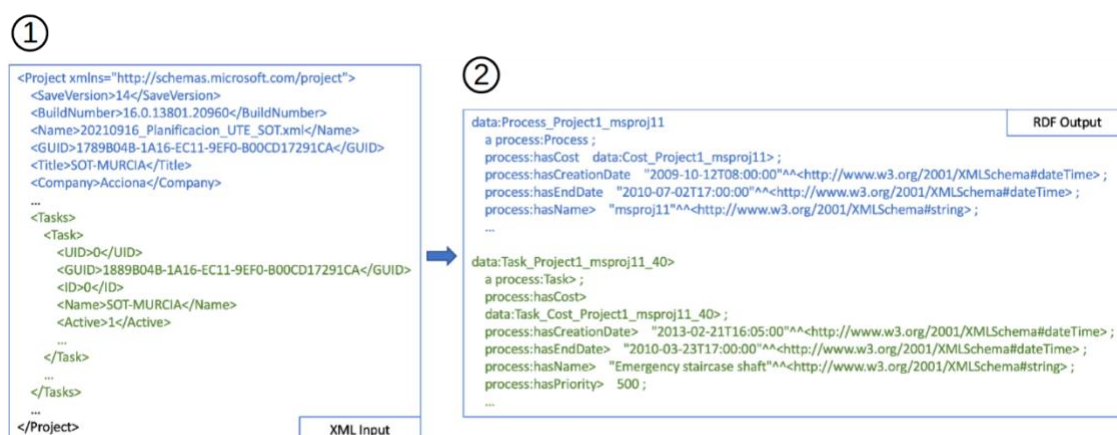 ①
<Project xmlns="http://schemas.microsoft.com/project">
<SaveVersion>14</SaveVersion>
<BuildNumber>16.0.13801.20960</BuildNumber>
<Name>20210916_Planificacion_UTE_SOT.xml</Name>
<GUID>1789B04B-1A16-EC11-9EF0-B00CD17291CA</GUID>
<Title>SOT-MURCIA</Title>
<Company>Acciona</Company>
...
<Tasks>
<Task>
<UID>0</UID>
<GUID>1889B04B-1A16-EC11-9EF0-B00CD17291CA</GUID>
<ID>0</ID>
<Name>SOT-MURCIA</Name>
<Active>1</Active>
...
</Task>
...
</Tasks>
...
</Project>
XML Input
②
RDF Output
data:Process_Project1_msproj11
a process:Process ;
process:hasCost data:Cost_Project1_msproj11> ;
process:hasCreationDate "2009-10-12T08:00:00"^^<http://www.w3.org/2001/XMLSchema#dateTime> ;
process:hasEndDate "2010-07-02T17:00:00"^^<http://www.w3.org/2001/XMLSchema#dateTime> ;
process:hasName> "msproj11"^^<http://www.w3.org/2001/XMLSchema#string> ;
...
data:Task_Project1_msproj11_40>
a process:Task> ;
process:hasCost>
data:Task_Cost_Project1_msproj11_40> ;
process:hasCreationDate> "2013-02-21T16:05:00"^^<http://www.w3.org/2001/XMLSchema#dateTime> ;
process:hasEndDate> "2010-03-23T17:00:00"^^<http://www.w3.org/2001/XMLSchema#dateTime> ;
process:hasName> "Emergency staircase shaft"^^<http://www.w3.org/2001/XMLSchema#string> ;
process:hasPriority> 500 ;
...